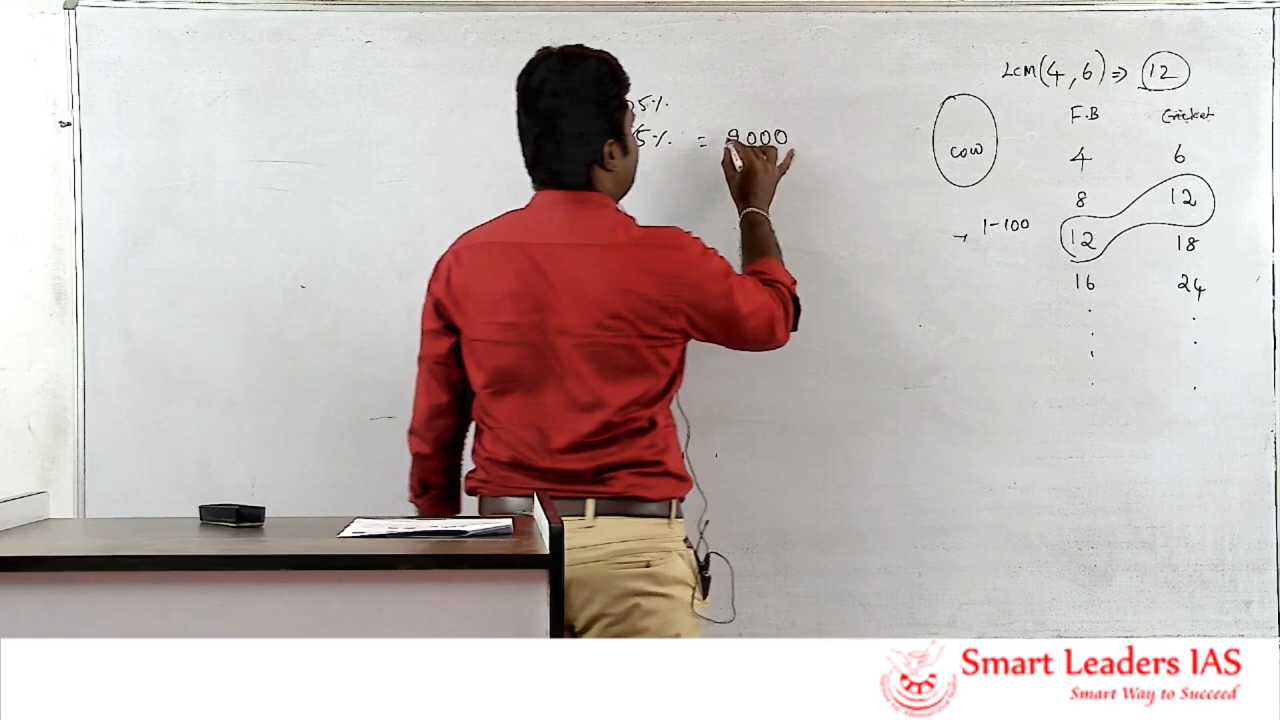 5%
5% = 9000
LCM(4,6) ⇒ 12
F.B Cricket
cow
4 6
8 12
→ 1-100
12 18
16 24
Smart Leaders IAS
Smart Way to Succeed